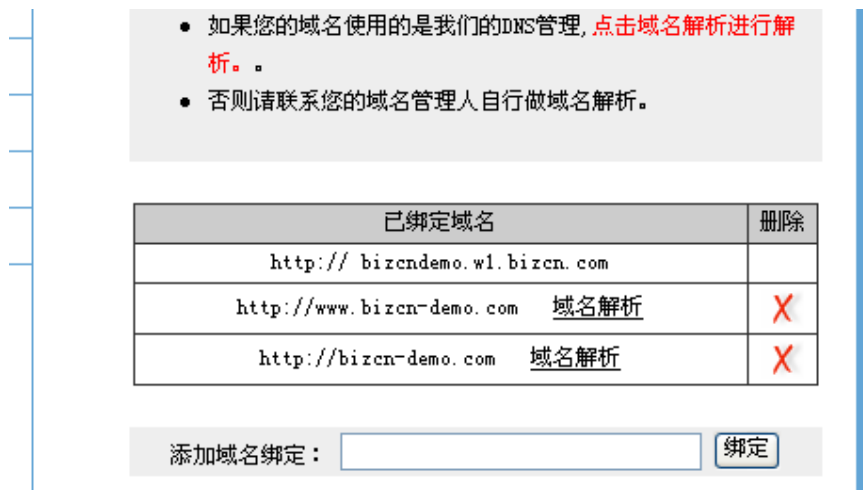 ● 如果您的域名使用的是我们的DNS管理,点击域名解析进行解
析。。
● 否则请联系您的域名管理人自行做域名解析。
已绑定域名 删除
http:// bizcndemo.w1.bizcn.com
http://www.bizcn-demo.com 域名解析 X
http://bizcn-demo.com 域名解析 X
添加域名绑定： 绑定